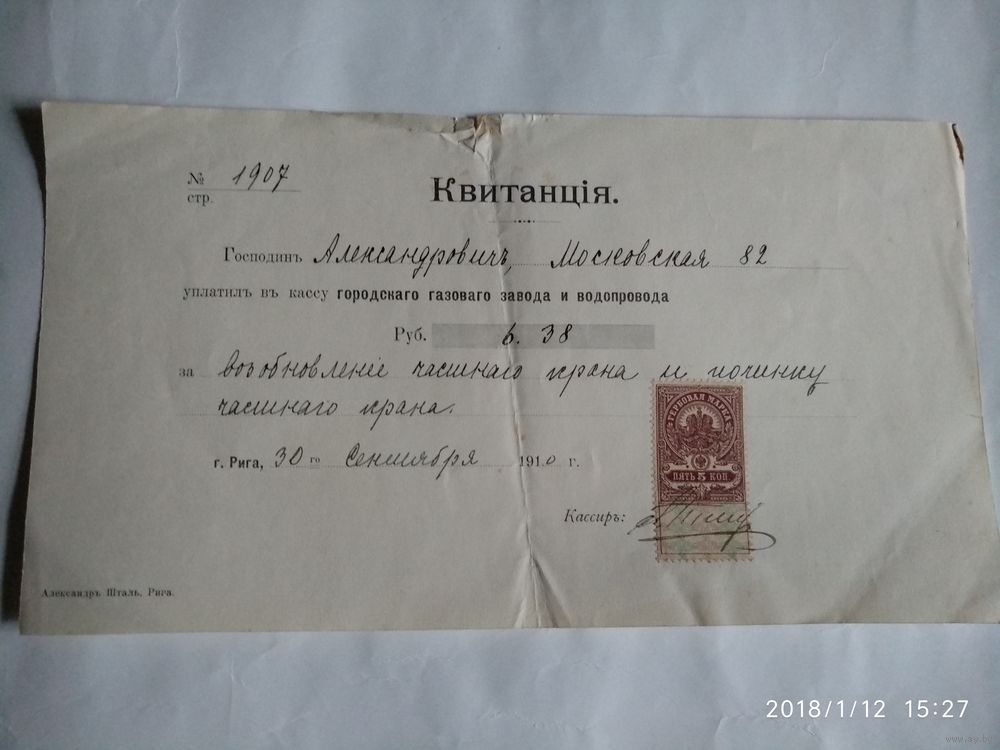 № 1907
стр.
Квитанція.
Господинъ Александровичъ, Московская 82
уплатилъ въ кассу городскаго газоваго завода и водопровода
Руб. 6. 38
за возобновленіе частнаго крана и починку
частнаго крана.
г. Рига, 30 го Сентября 1910 г.
ГЕРБОВАЯ МАРКА
ПЯТЬ 5 КОП.
Кассиръ:
Александръ Шталь, Рига.
2018/1/12 15:27